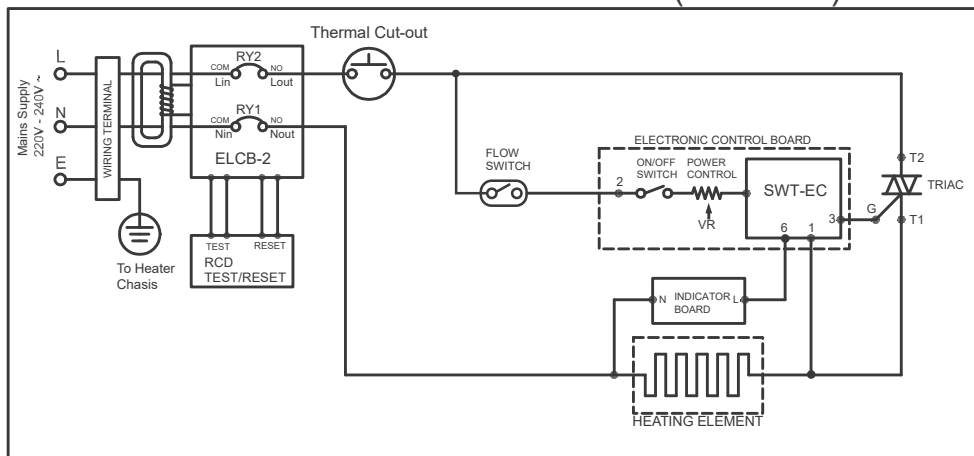 Thermal Cut-out
L
N
E
Mains Supply
220V - 240V ~
WIRING TERMINAL
RY2
COM
NO
Lin
Lout
RY1
COM
NO
Nin
Nout
ELCB-2
TEST
RESET
RCD
TEST/RESET
To Heater
Chasis
FLOW
SWITCH
ELECTRONIC CONTROL BOARD
2
ON/OFF
SWITCH
POWER
CONTROL
VR
SWT-EC
3
6
1
G
T2
TRIAC
T1
N
INDICATOR
BOARD
L
HEATING ELEMENT